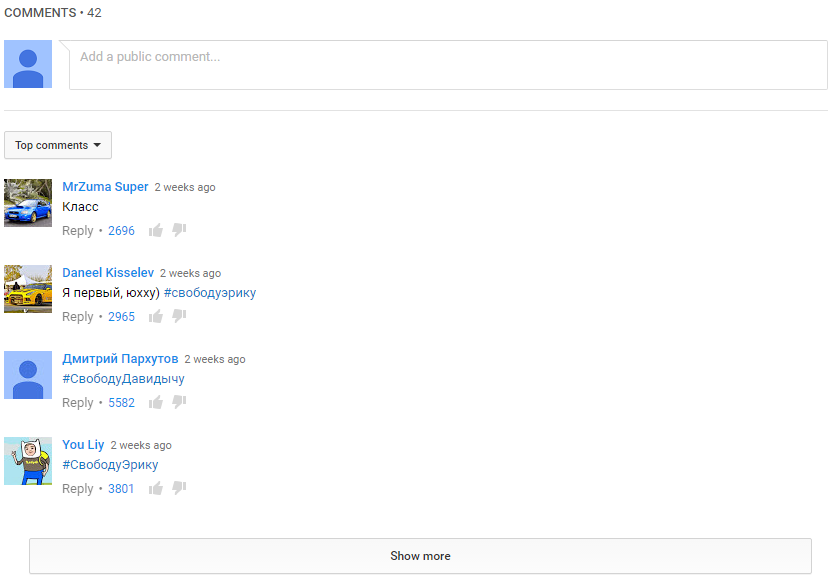 COMMENTS • 42
Add a public comment...
Top comments
MrZuma Super 2 weeks ago
Класс
Reply • 2696
Daneel Kisselev 2 weeks ago
Я первый, юхху) #свободуэрику
Reply • 2965
Дмитрий Пархутов 2 weeks ago
#СвободуДавидычу
Reply • 5582
You Liy 2 weeks ago
#СвободуЭрику
Reply • 3801
Show more